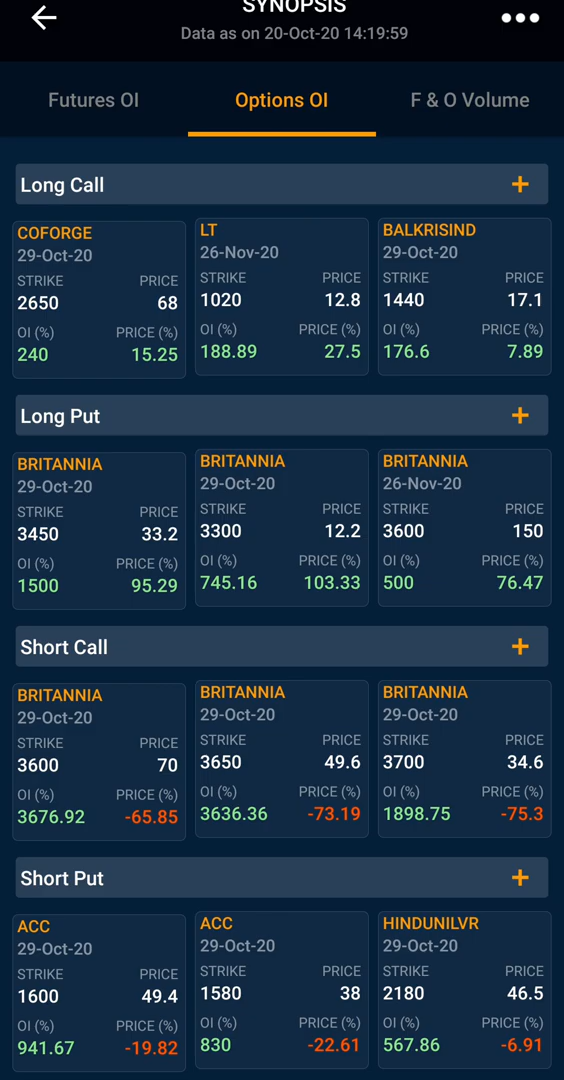 SYNOPSIS
Data as on 20-Oct-20 14:19:59
Futures OI Options OI F & O Volume
Long Call +
COFORGE
29-Oct-20
STRIKE PRICE
2650 68
OI (%) PRICE (%)
240 15.25
LT
26-Nov-20
STRIKE PRICE
1020 12.8
OI (%) PRICE (%)
188.89 27.5
BALKRISIND
29-Oct-20
STRIKE PRICE
1440 17.1
OI (%) PRICE (%)
176.6 7.89
Long Put +
BRITANNIA
29-Oct-20
STRIKE PRICE
3450 33.2
OI (%) PRICE (%)
1500 95.29
BRITANNIA
29-Oct-20
STRIKE PRICE
3300 12.2
OI (%) PRICE (%)
745.16 103.33
BRITANNIA
26-Nov-20
STRIKE PRICE
3600 150
OI (%) PRICE (%)
500 76.47
Short Call +
BRITANNIA
29-Oct-20
STRIKE PRICE
3600 70
OI (%) PRICE (%)
3676.92 -65.85
BRITANNIA
29-Oct-20
STRIKE PRICE
3650 49.6
OI (%) PRICE (%)
3636.36 -73.19
BRITANNIA
29-Oct-20
STRIKE PRICE
3700 34.6
OI (%) PRICE (%)
1898.75 -75.3
Short Put +
ACC
29-Oct-20
STRIKE PRICE
1600 49.4
OI (%) PRICE (%)
941.67 -19.82
ACC
29-Oct-20
STRIKE PRICE
1580 38
OI (%) PRICE (%)
830 -22.61
HINDUNILVR
29-Oct-20
STRIKE PRICE
2180 46.5
OI (%) PRICE (%)
567.86 -6.91